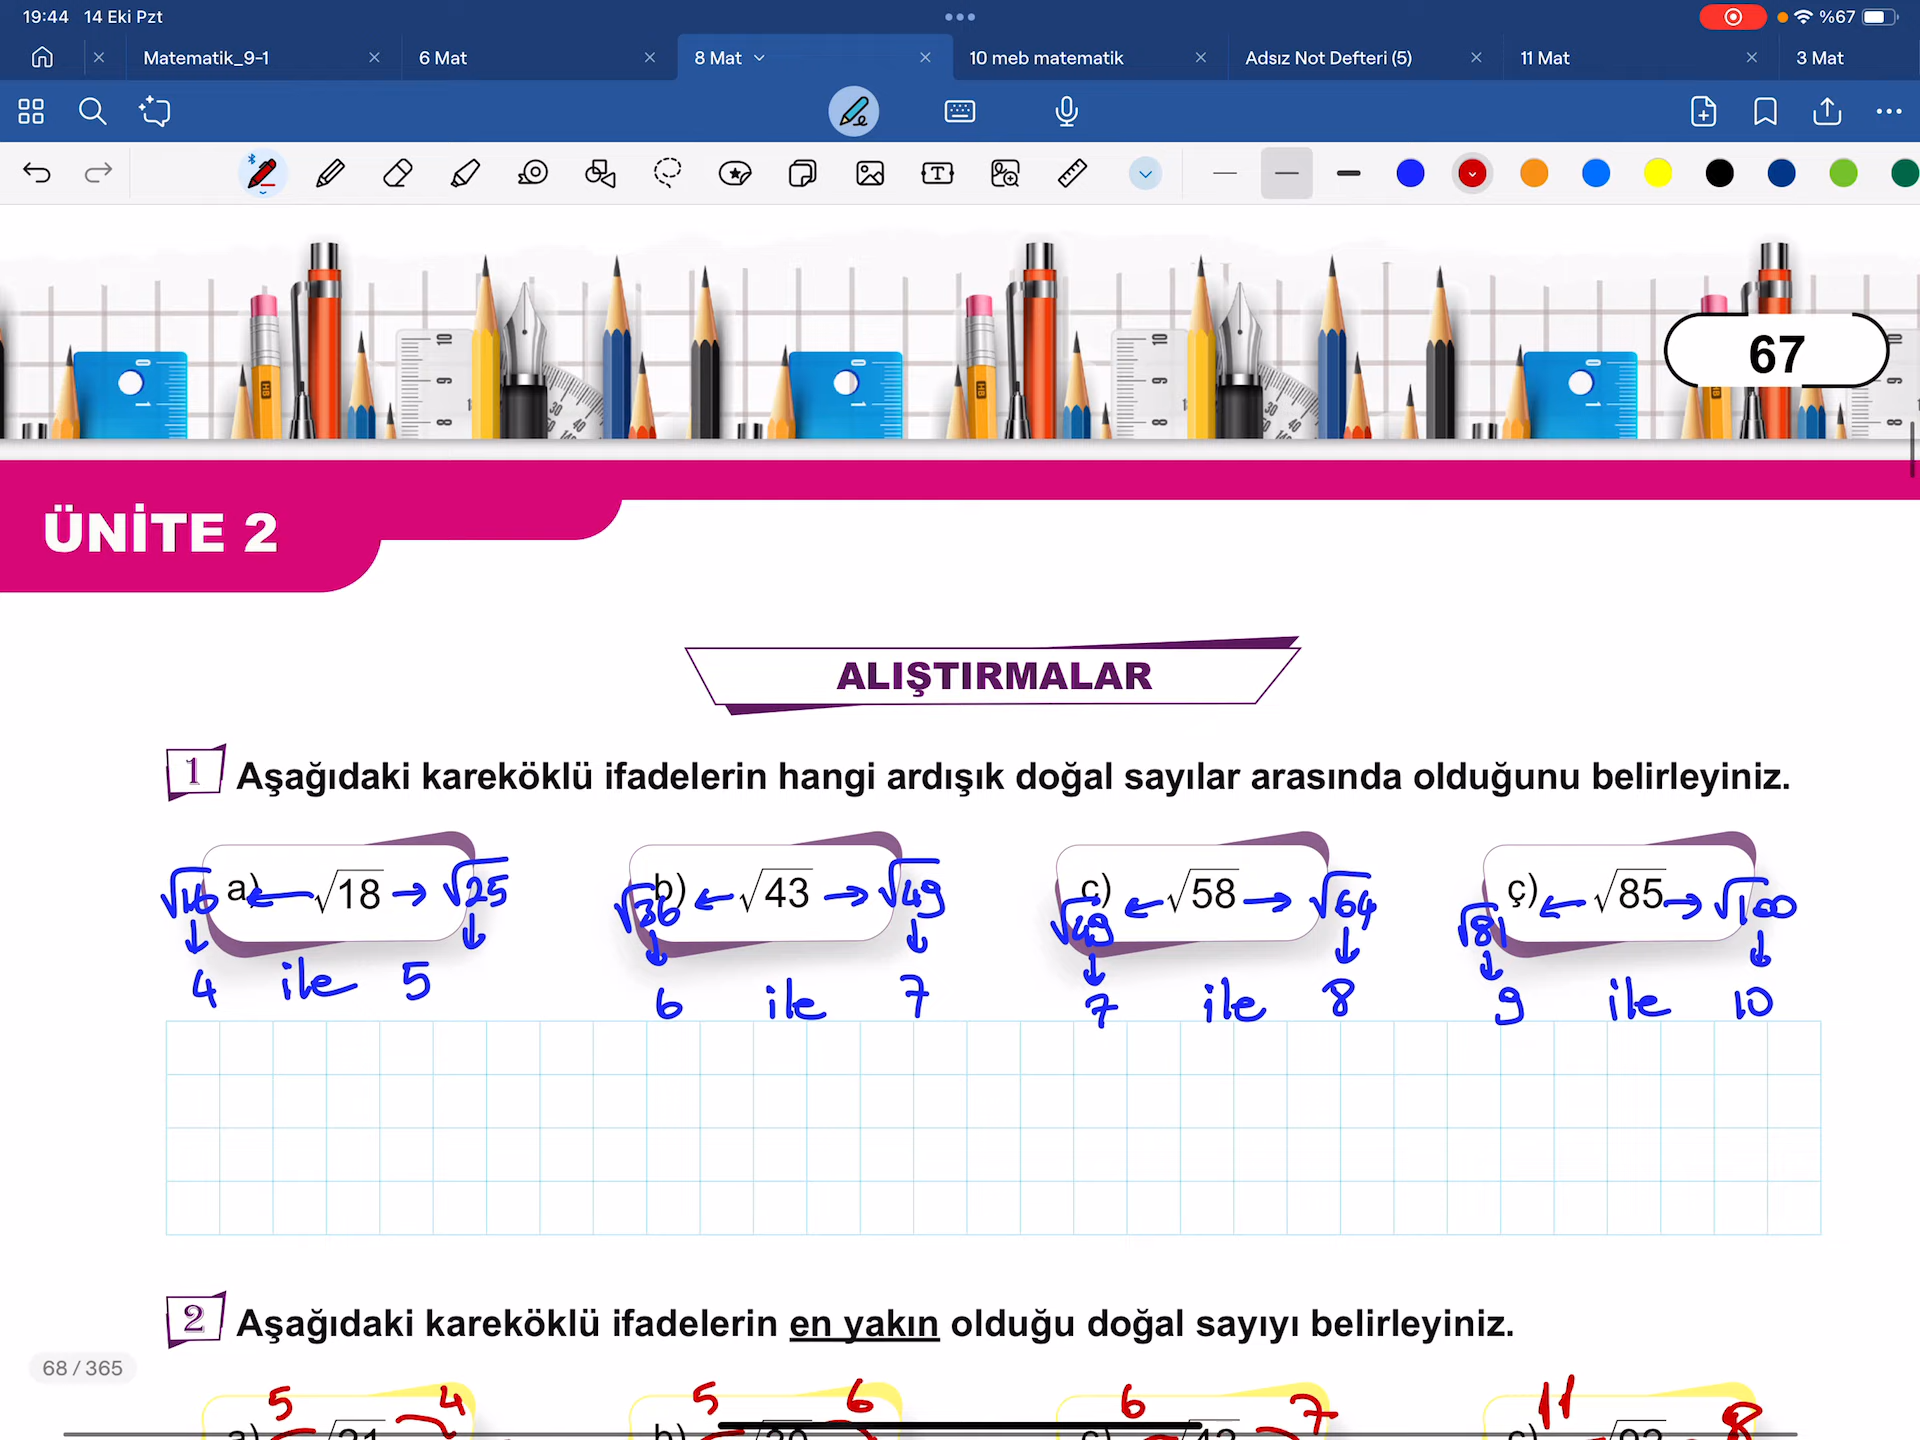 19:44 14 Eki Pzt %67
Matematik_9-1 6 Mat 8 Mat 10 meb matematik Adsız Not Defteri (5) 11 Mat 3 Mat
67
ÜNİTE 2
ALIŞTIRMALAR
1 Aşağıdaki kareköklü ifadelerin hangi ardışık doğal sayılar arasında olduğunu belirleyiniz.
√16 a) ← √18 → √25 √36 b) ← √43 → √49 √49 c) ← √58 → √64 √81 ç) ← √85 → √100
4 ile 5 6 ile 7 7 ile 8 9 ile 10
2 Aşağıdaki kareköklü ifadelerin en yakın olduğu doğal sayıyı belirleyiniz.
68 / 365
5 4 5 6 6 7 11 8